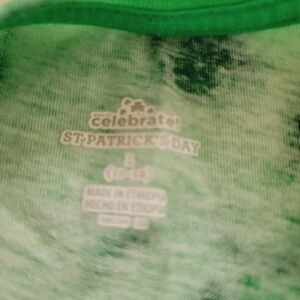 celebrate!
ST. PATRICK'S DAY
MADE IN ETHIOPIA
HECHO EN ETIOPIA